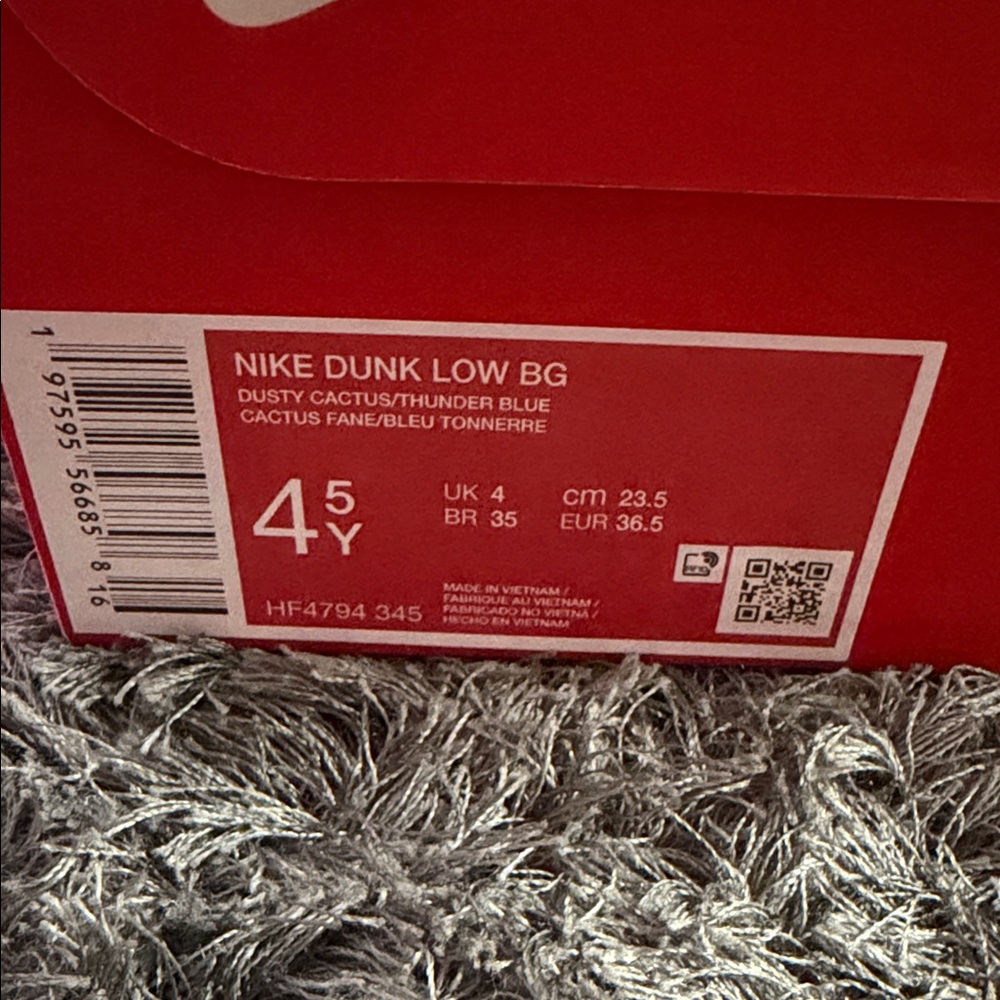 NIKE DUNK LOW BG
DUSTY CACTUS/THUNDER BLUE
CACTUS FANE/BLEU TONNERRE
4 5 Y
UK 4 cm 23.5
BR 35 EUR 36.5
HF4794 345
MADE IN VIETNAM /
FABRIQUE AU VIETNAM /
FABRICADO NO VIETNÃ /
HECHO EN VIETNAM
RFID
1 97595 56685 8 16